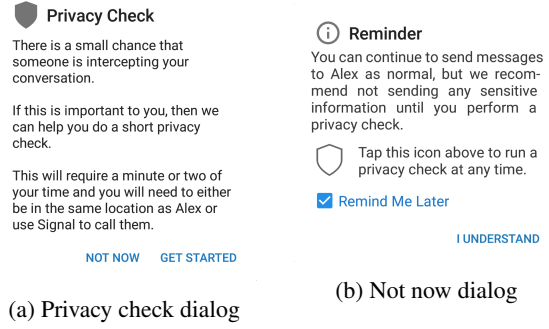 Privacy Check
There is a small chance that
someone is intercepting your
conversation.
If this is important to you, then we
can help you do a short privacy
check.
This will require a minute or two of
your time and you will need to either
be in the same location as Alex or
use Signal to call them.
NOT NOW GET STARTED
(a) Privacy check dialog
Reminder
You can continue to send messages
to Alex as normal, but we recom-
mend not sending any sensitive
information until you perform a
privacy check.
Tap this icon above to run a
privacy check at any time.
Remind Me Later
I UNDERSTAND
(b) Not now dialog